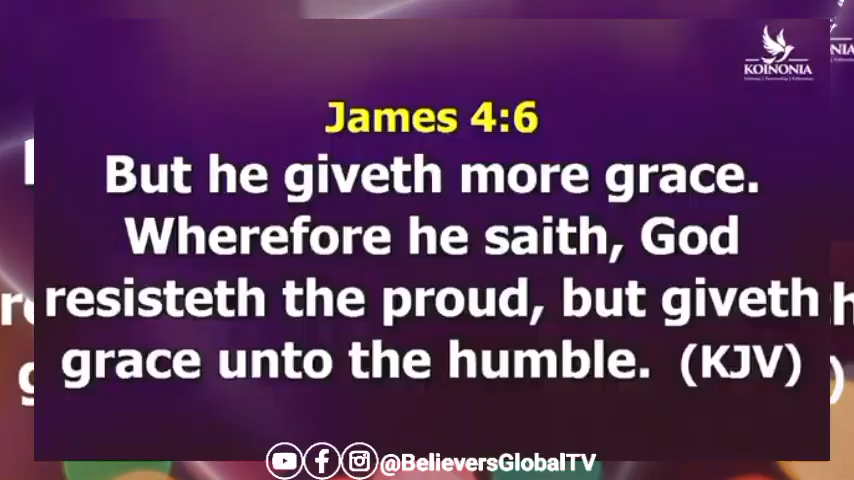 KOINONIA
NIA
James 4:6
But he giveth more grace.
Wherefore he saith, God
resisteth the proud, but giveth
grace unto the humble. (KJV)
@BelieversGlobalTV